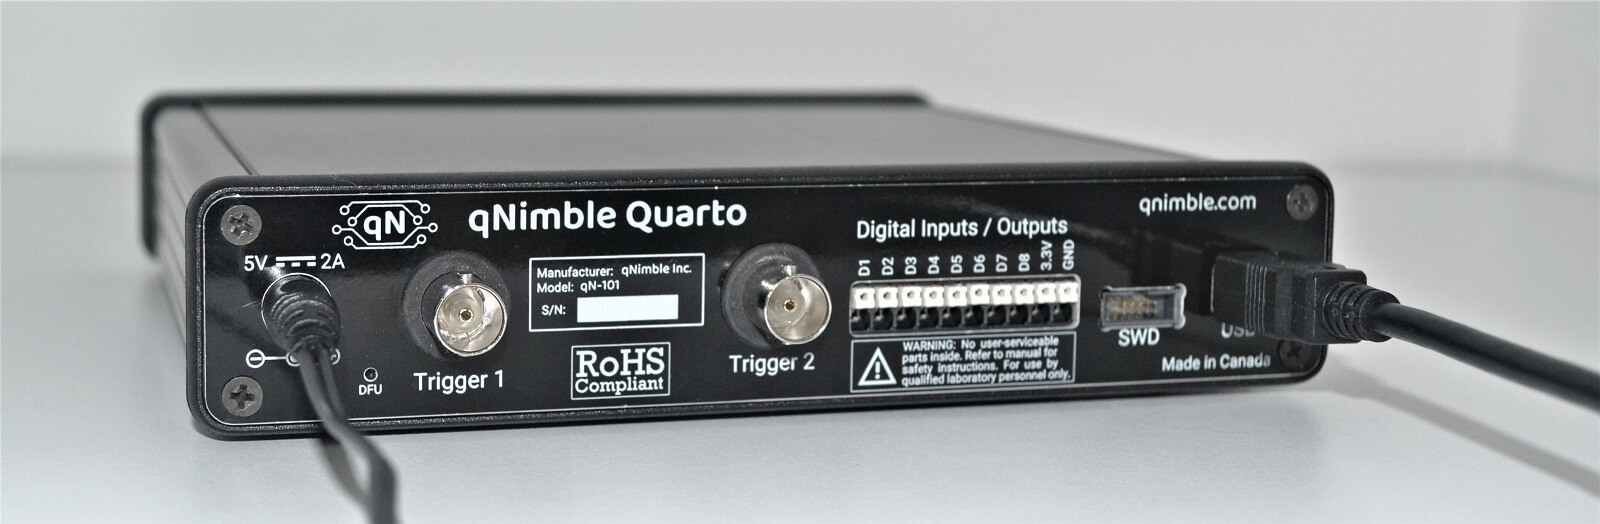 qN
qNimble Quarto
qnimble.com
5V 2A
Manufacturer: qNimble Inc.
Model: qN-101
S/N:
Digital Inputs / Outputs
D1 D2 D3 D4 D5 D6 D7 D8 3.3V GND
DFU
Trigger 1
RoHS
Compliant
Trigger 2
WARNING: No user-serviceable
parts inside. Refer to manual for
safety instructions. For use by
qualified laboratory personnel only.
SWD
USB
Made in Canada